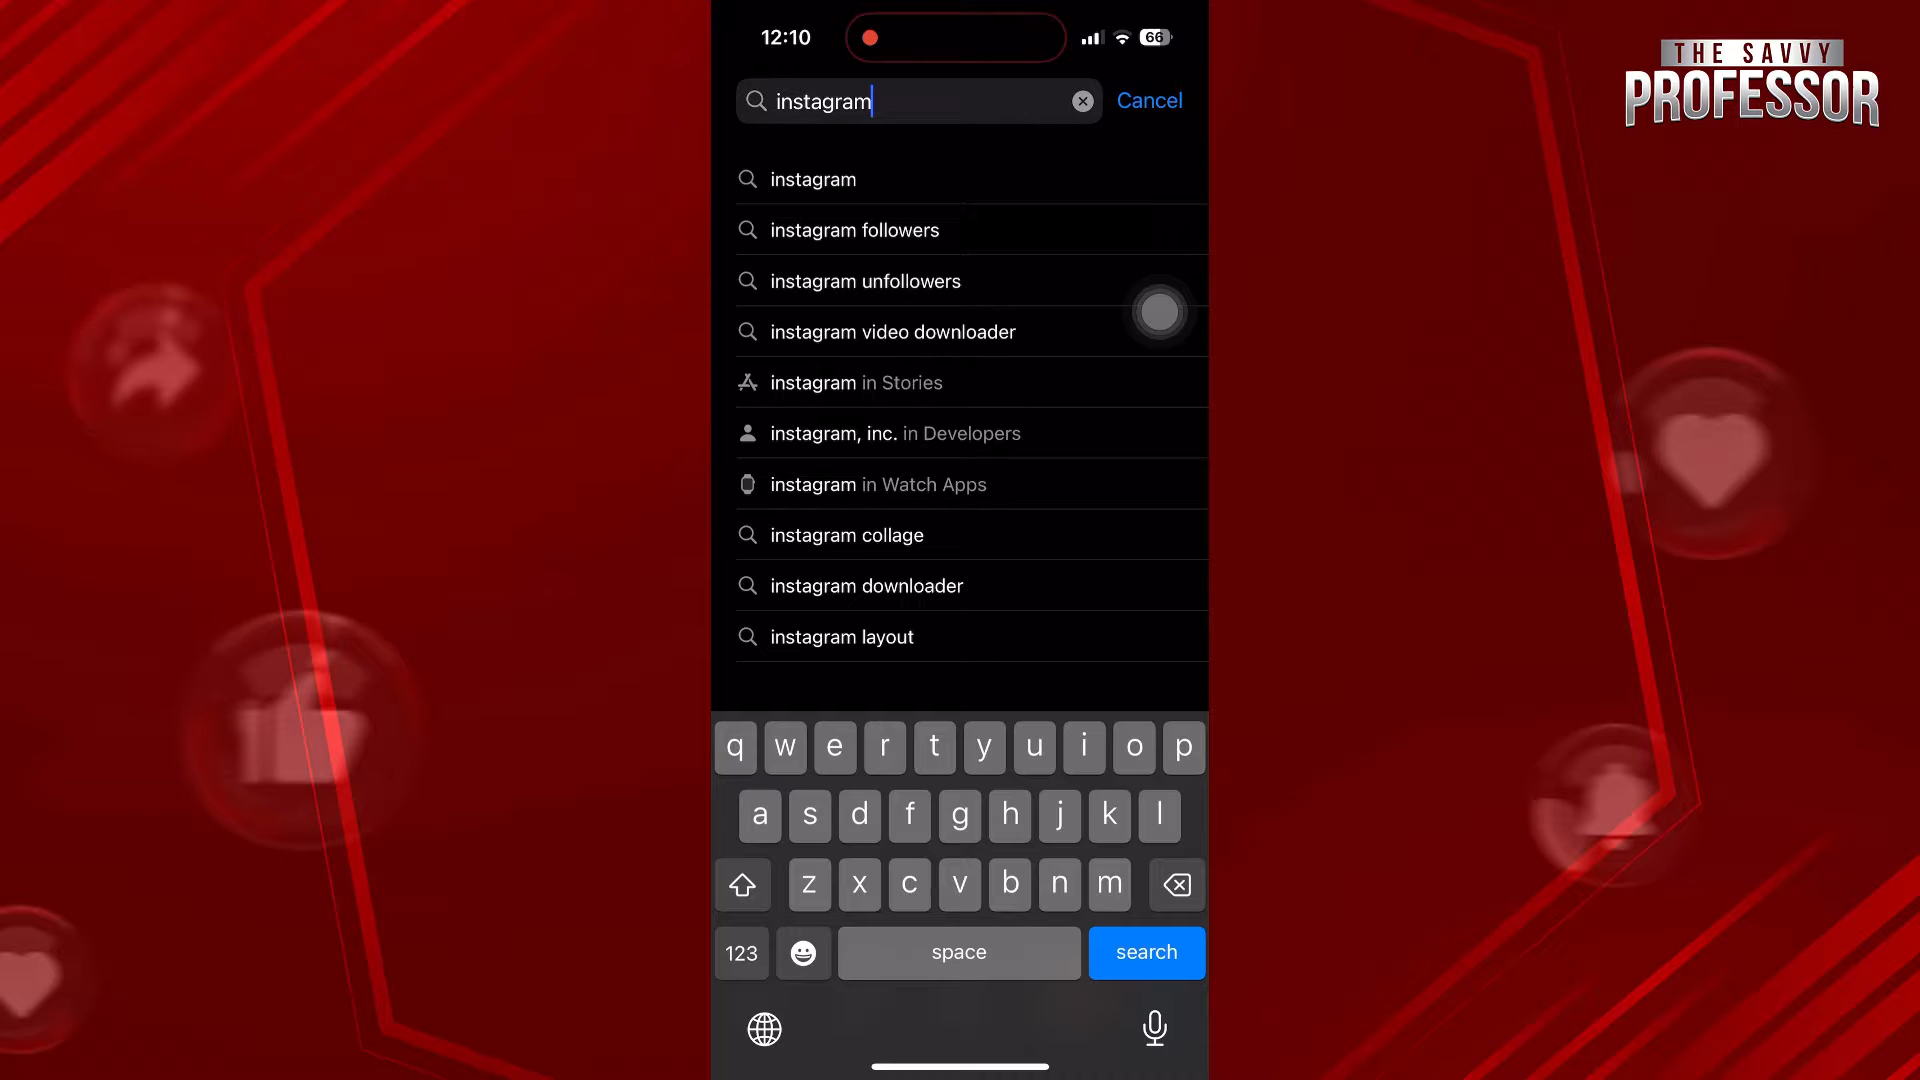 12:10
66
THE SAVVY
PROFESSOR
instagram
Cancel
instagram
instagram followers
instagram unfollowers
instagram video downloader
instagram in Stories
instagram, inc. in Developers
instagram in Watch Apps
instagram collage
instagram downloader
instagram layout
q w e r t y u i o p
a s d f g h j k l
z x c v b n m
123 space search